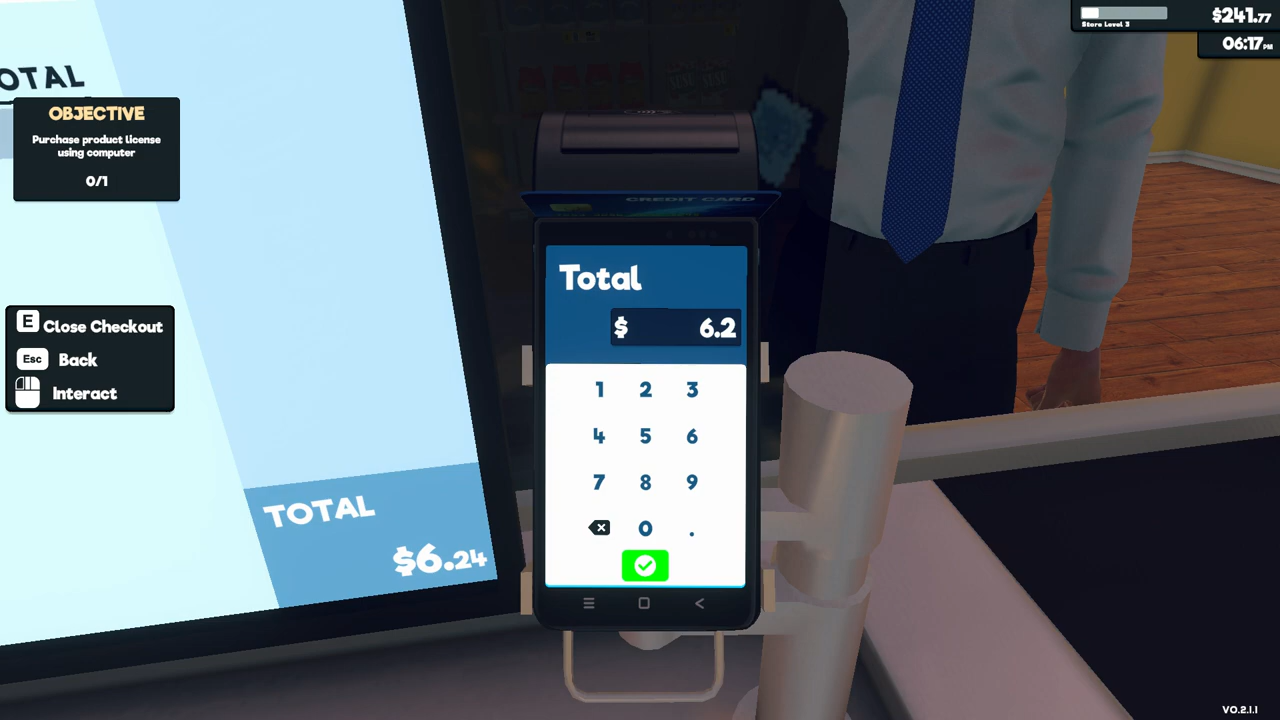 OTAL
OBJECTIVE
Purchase product license
using computer
0/1
E Close Checkout
Esc Back
Interact
TOTAL
$6.24
CREDIT CARD
Total
$ 6.2
1 2 3
4 5 6
7 8 9
0 .
$241.77
Store Level 3
06:17PM
V0.2.1.1